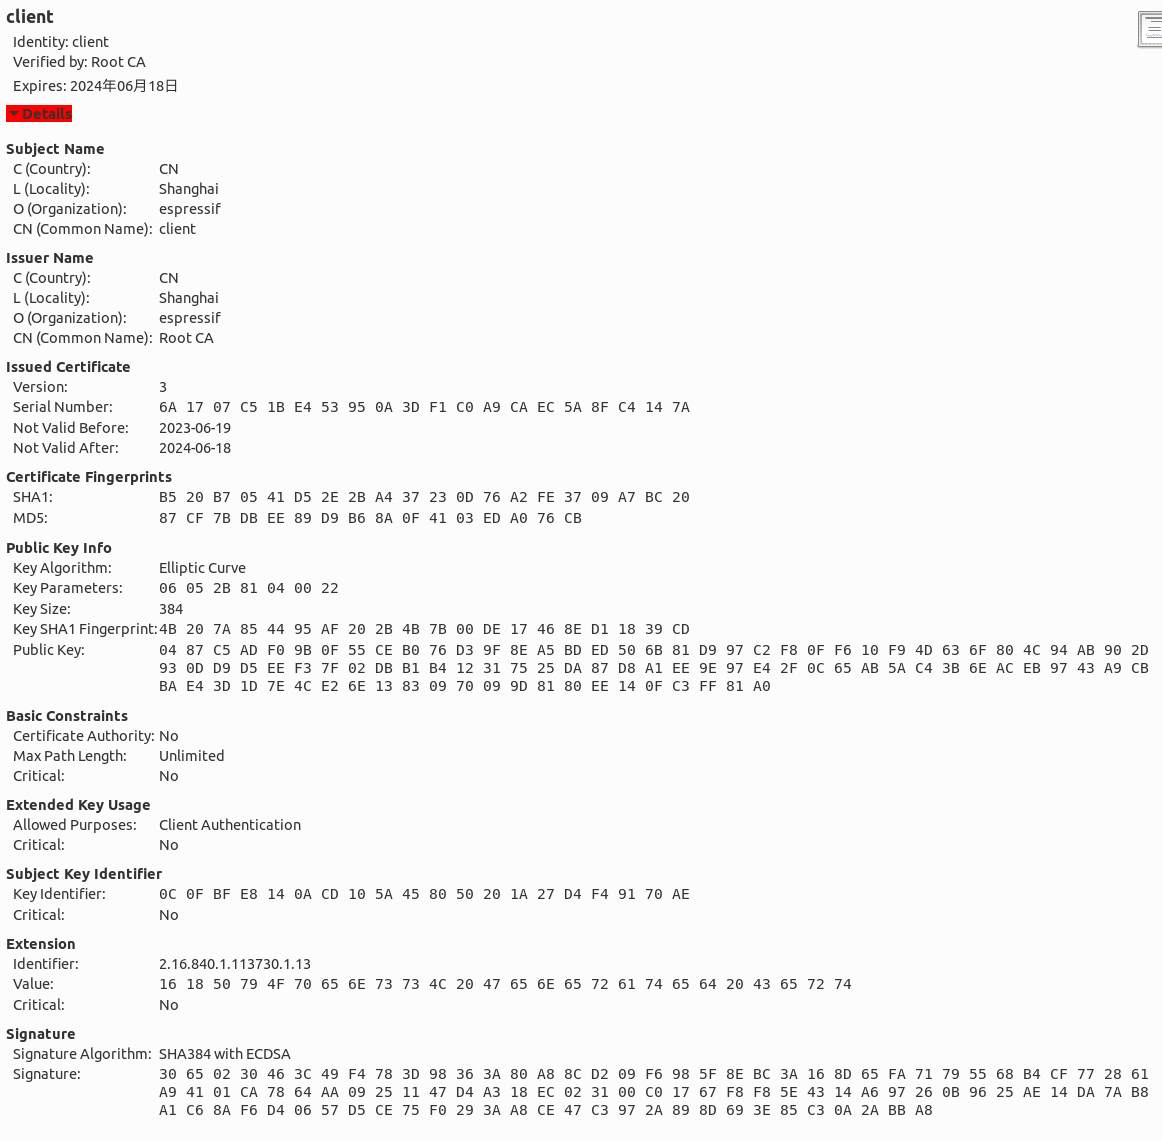 client
Identity: client
Verified by: Root CA
Expires: 2024年06月18日
Details
Subject Name
C (Country): CN
L (Locality): Shanghai
O (Organization): espressif
CN (Common Name): client
Issuer Name
C (Country): CN
L (Locality): Shanghai
O (Organization): espressif
CN (Common Name): Root CA
Issued Certificate
Version: 3
Serial Number: 6A 17 07 C5 1B E4 53 95 0A 3D F1 C0 A9 CA EC 5A 8F C4 14 7A
Not Valid Before: 2023-06-19
Not Valid After: 2024-06-18
Certificate Fingerprints
SHA1: B5 20 B7 05 41 D5 2E 2B A4 37 23 0D 76 A2 FE 37 09 A7 BC 20
MD5: 87 CF 7B DB EE 89 D9 B6 8A 0F 41 03 ED A0 76 CB
Public Key Info
Key Algorithm: Elliptic Curve
Key Parameters: 06 05 2B 81 04 00 22
Key Size: 384
Key SHA1 Fingerprint: 4B 20 7A 85 44 95 AF 20 2B 4B 7B 00 DE 17 46 8E D1 18 39 CD
Public Key: 04 87 C5 AD F0 9B 0F 55 CE B0 76 D3 9F 8E A5 BD ED 50 6B 81 D9 97 C2 F8 0F F6 10 F9 4D 63 6F 80 4C 94 AB 90 2D
93 0D D9 D5 EE F3 7F 02 DB B1 B4 12 31 75 25 DA 87 D8 A1 EE 9E 97 E4 2F 0C 65 AB 5A C4 3B 6E AC EB 97 43 A9 CB
BA E4 3D 1D 7E 4C E2 6E 13 83 09 70 09 9D 81 80 EE 14 0F C3 FF 81 A0
Basic Constraints
Certificate Authority: No
Max Path Length: Unlimited
Critical: No
Extended Key Usage
Allowed Purposes: Client Authentication
Critical: No
Subject Key Identifier
Key Identifier: 0C 0F BF E8 14 0A CD 10 5A 45 80 50 20 1A 27 D4 F4 91 70 AE
Critical: No
Extension
Identifier: 2.16.840.1.113730.1.13
Value: 16 18 50 79 4F 70 65 6E 73 73 4C 20 47 65 6E 65 72 61 74 65 64 20 43 65 72 74
Critical: No
Signature
Signature Algorithm: SHA384 with ECDSA
Signature: 30 65 02 30 46 3C 49 F4 78 3D 98 36 3A 80 A8 8C D2 09 F6 98 5F 8E BC 3A 16 8D 65 FA 71 79 55 68 B4 CF 77 28 61
A9 41 01 CA 78 64 AA 09 25 11 47 D4 A3 18 EC 02 31 00 C0 17 67 F8 F8 5E 43 14 A6 97 26 0B 96 25 AE 14 DA 7A B8
A1 C6 8A F6 D4 06 57 D5 CE 75 F0 29 3A A8 CE 47 C3 97 2A 89 8D 69 3E 85 C3 0A 2A BB A8